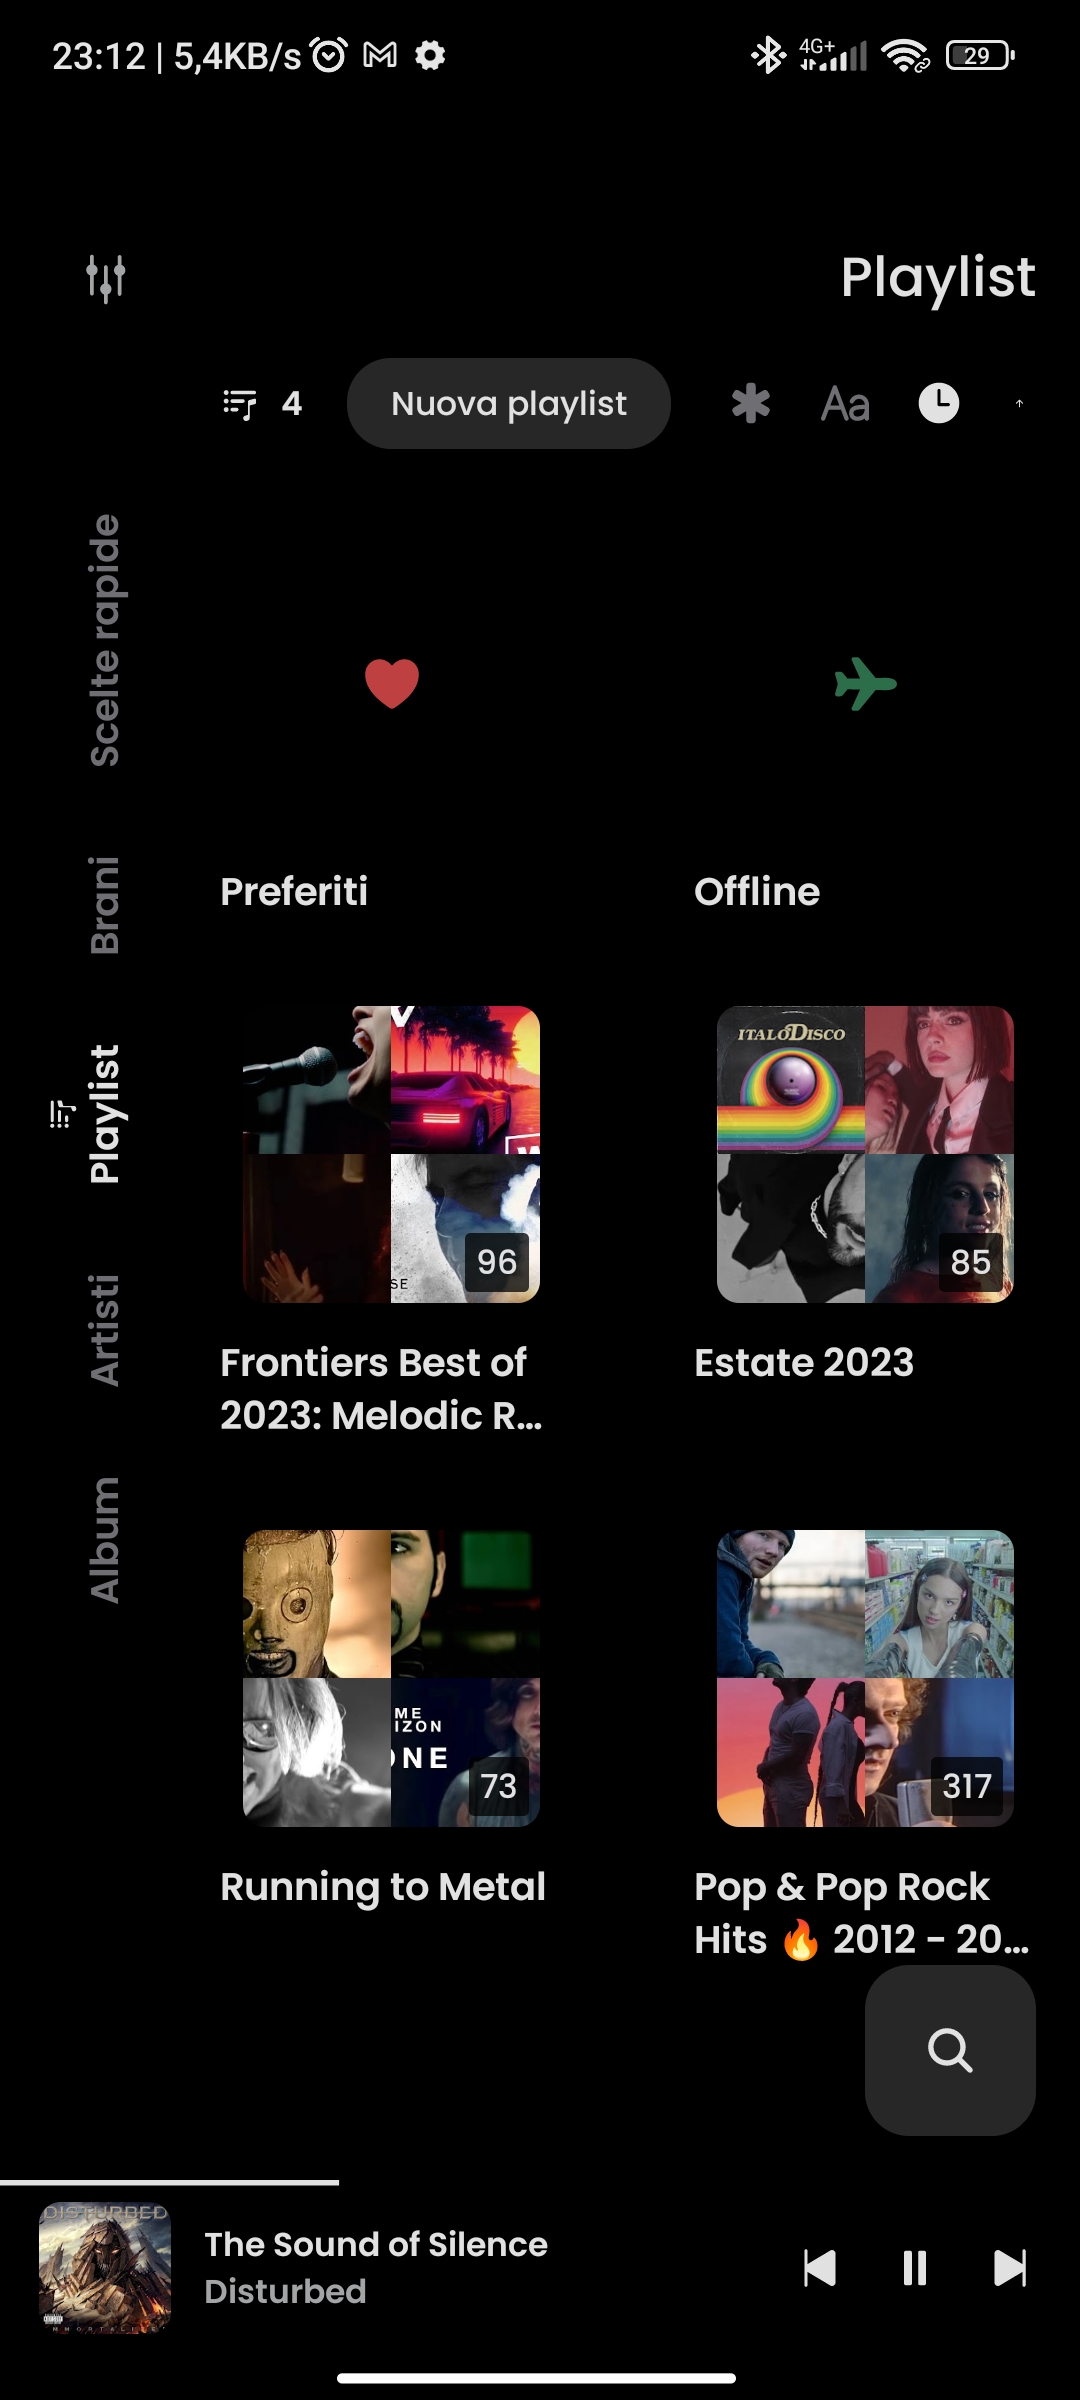 23:12 | 5,4KB/s
4G+
29
Playlist
4
Nuova playlist
Aa
Scelte rapide
Brani
Playlist
Artisti
Album
Preferiti
Offline
ITALODISCO
SE
96
85
Frontiers Best of
2023: Melodic R...
Estate 2023
ME
IZON
ONE
73
317
Running to Metal
Pop & Pop Rock
Hits 🔥 2012 - 20...
DISTURBED
The Sound of Silence
Disturbed